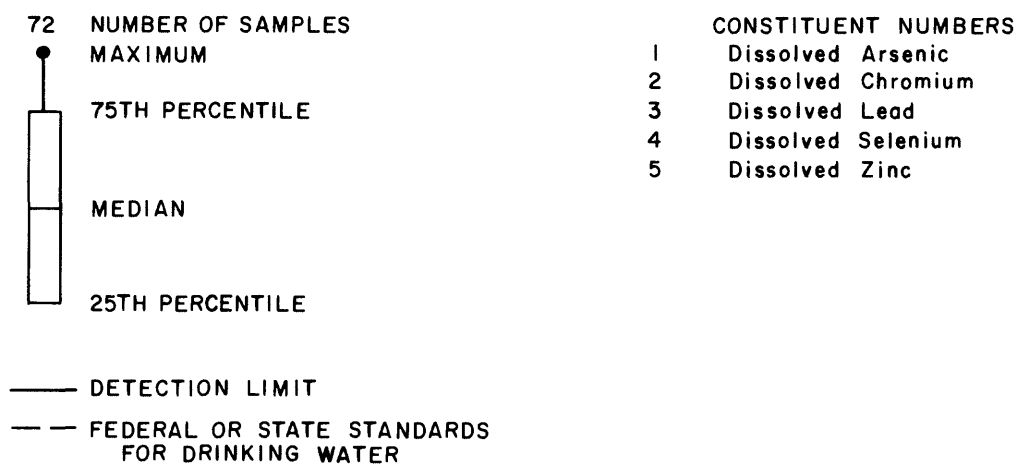 72 NUMBER OF SAMPLES
MAXIMUM
75TH PERCENTILE
MEDIAN
25TH PERCENTILE
DETECTION LIMIT
FEDERAL OR STATE STANDARDS
FOR DRINKING WATER
CONSTITUENT NUMBERS
1 Dissolved Arsenic
2 Dissolved Chromium
3 Dissolved Lead
4 Dissolved Selenium
5 Dissolved Zinc